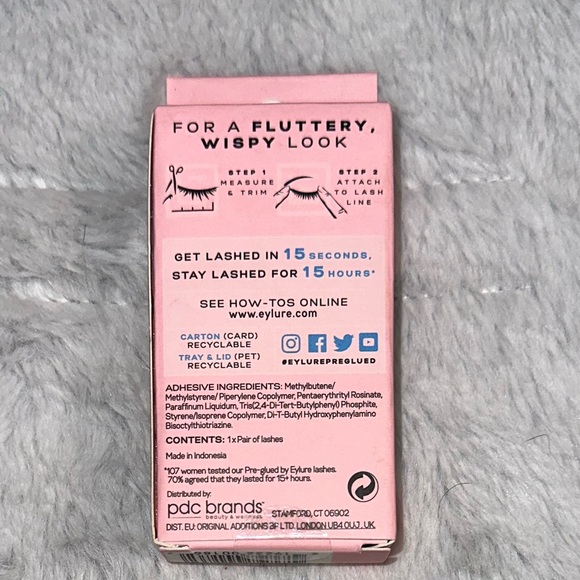 FOR A FLUTTERY,
WISPY LOOK
STEP 1
MEASURE
& TRIM
STEP 2
ATTACH
TO LASH
LINE
GET LASHED IN 15 SECONDS,
STAY LASHED FOR 15 HOURS*
SEE HOW-TOS ONLINE
www.eylure.com
CARTON (CARD)
RECYCLABLE
TRAY & LID (PET)
RECYCLABLE
#EYLUREPREGLUED
ADHESIVE INGREDIENTS: Methylbutene/
Methylstyrene/ Piperylene Copolymer, Pentaerythrityl Rosinate,
Paraffinum Liquidum, Tris(2,4-Di-Tert-Butylphenyl) Phosphite,
Styrene/Isoprene Copolymer, Di-T-Butyl Hydroxyphenylamino
Bisoctylthiotriazine.
CONTENTS: 1 x Pair of lashes
Made in Indonesia
*107 women tested our Pre-glued by Eylure lashes.
70% agreed that they lasted for 15+ hours.
Distributed by:
pdc brands™
beauty & wellness
STAMFORD, CT 06902
DIST. EU: ORIGINAL ADDITIONS BP LTD. LONDON UB4 0UJ . UK.